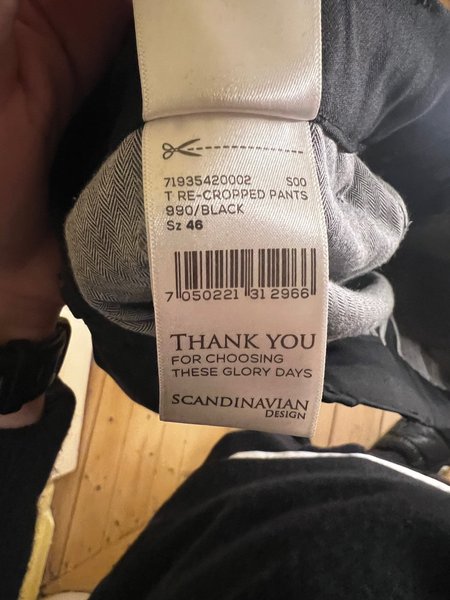 71935420002 S00
T RE-CROPPED PANTS
990/BLACK
Sz 46
7 050221 312966
THANK YOU
FOR CHOOSING
THESE GLORY DAYS
SCANDINAVIAN
DESIGN